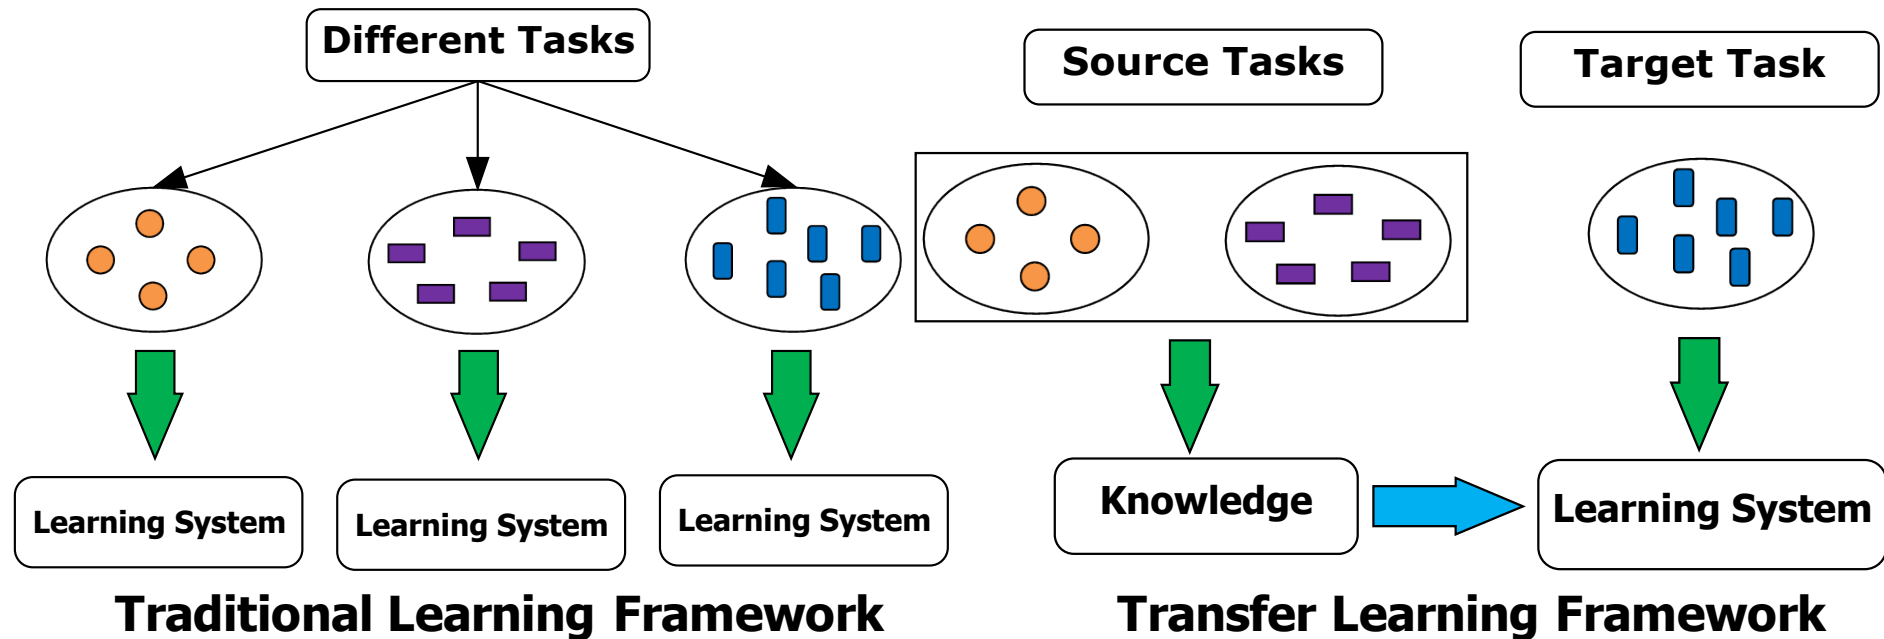 Different Tasks
Learning System
Learning System
Learning System
Traditional Learning Framework
Source Tasks
Target Task
Knowledge
Learning System
Transfer Learning Framework